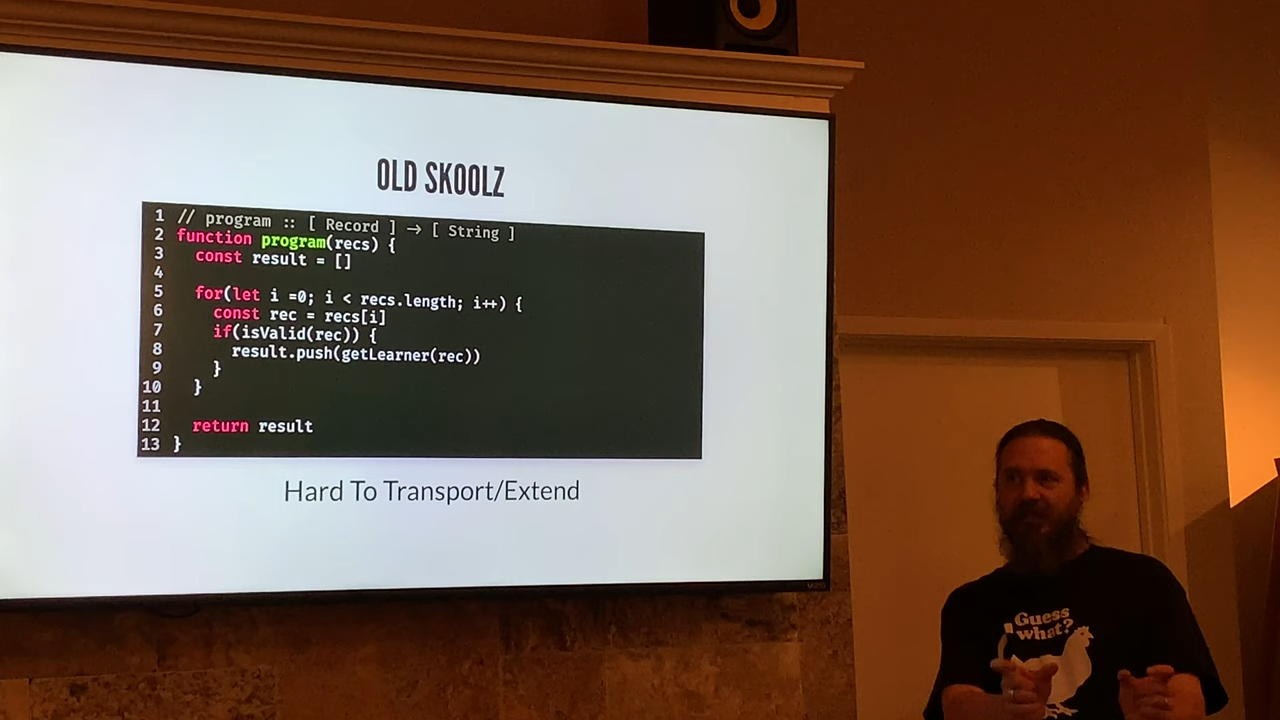 OLD SKOOLZ
1 // program :: [ Record ] → [ String ]
2 function program(recs) {
3   const result = []
4
5   for(let i =0; i < recs.length; i++) {
6     const rec = recs[i]
7     if(isValid(rec)) {
8       result.push(getLearner(rec))
9     }
10   }
11
12   return result
13 }
Hard To Transport/Extend
Guess
what?